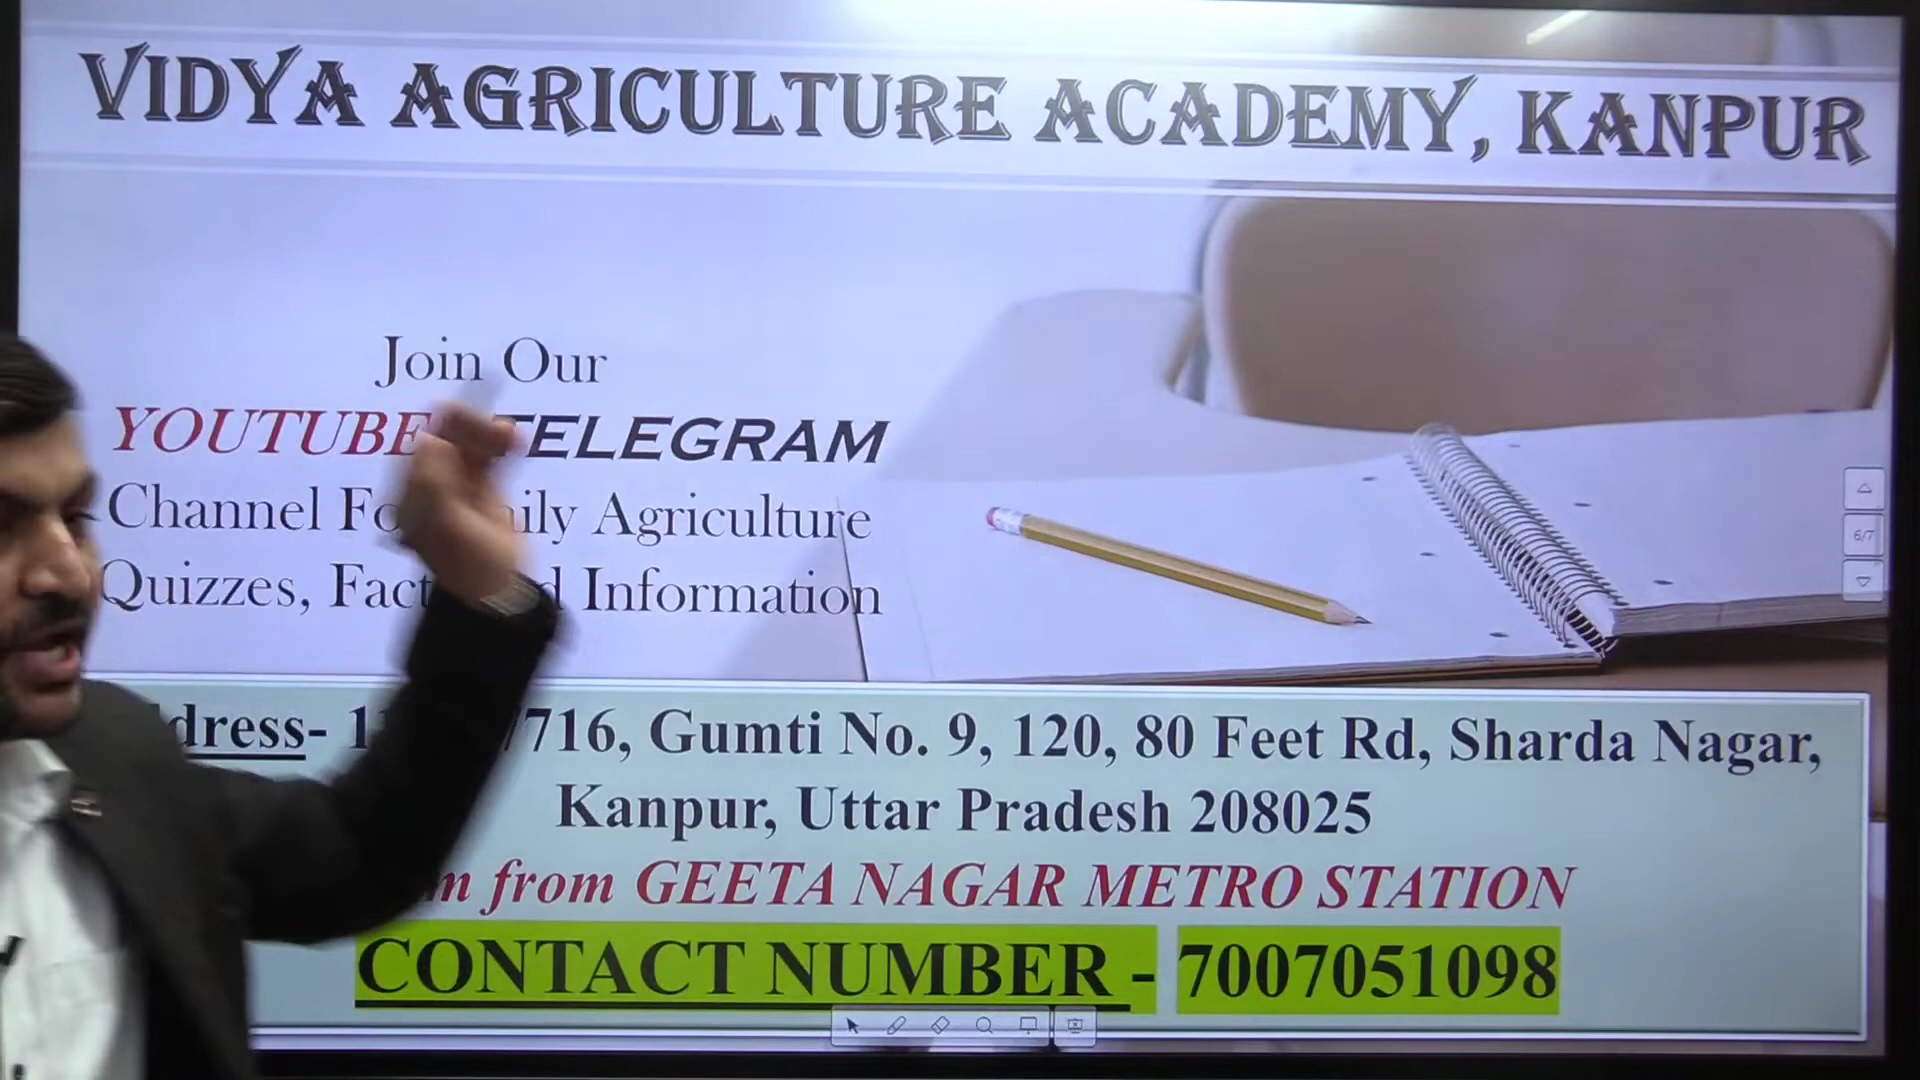 VIDYA AGRICULTURE ACADEMY, KANPUR
Join Our
YOUTUBE TELEGRAM
Channel Agriculture
Quizzes, Information
7716, Gumti No. 9, 120, 80 Feet Rd, Sharda Nagar,
Kanpur, Uttar Pradesh 208025
from GEETA NAGAR METRO STATION
CONTACT NUMBER - 7007051098
6/7